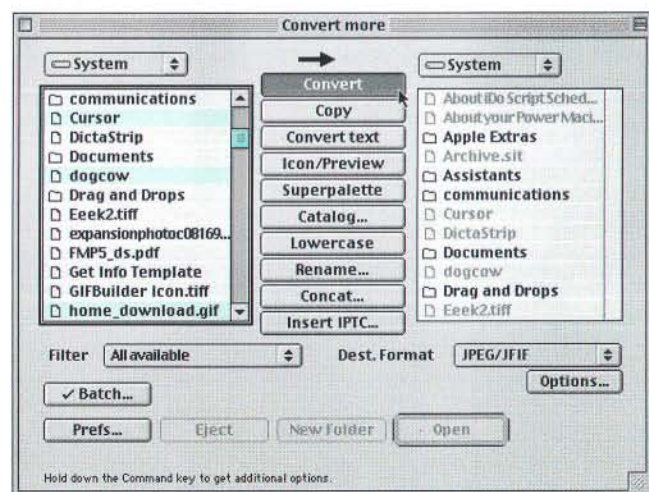 Convert more
System
communications
Cursor
DictaStrip
Documents
dogcow
Drag and Drops
Eeek2.tiff
expansionphotoc08169...
FMP5_ds.pdf
Get Info Template
GIFBuilder Icon.tiff
home_download.gif
Convert
Copy
Convert text
Icon/Preview
Superpalette
Catalog...
Lowercase
Rename...
Concat...
Insert IPTC...
System
About iDo Script Sched...
About your Power Maci...
Apple Extras
Archive.sit
Assistants
communications
Cursor
DictaStrip
Documents
dogcow
Drag and Drops
Eeek2.tiff
Filter All available
Dest. Format JPEG/JFIF
Options...
✓ Batch...
Prefs... Eject New Folder Open
Hold down the Command key to get additional options.